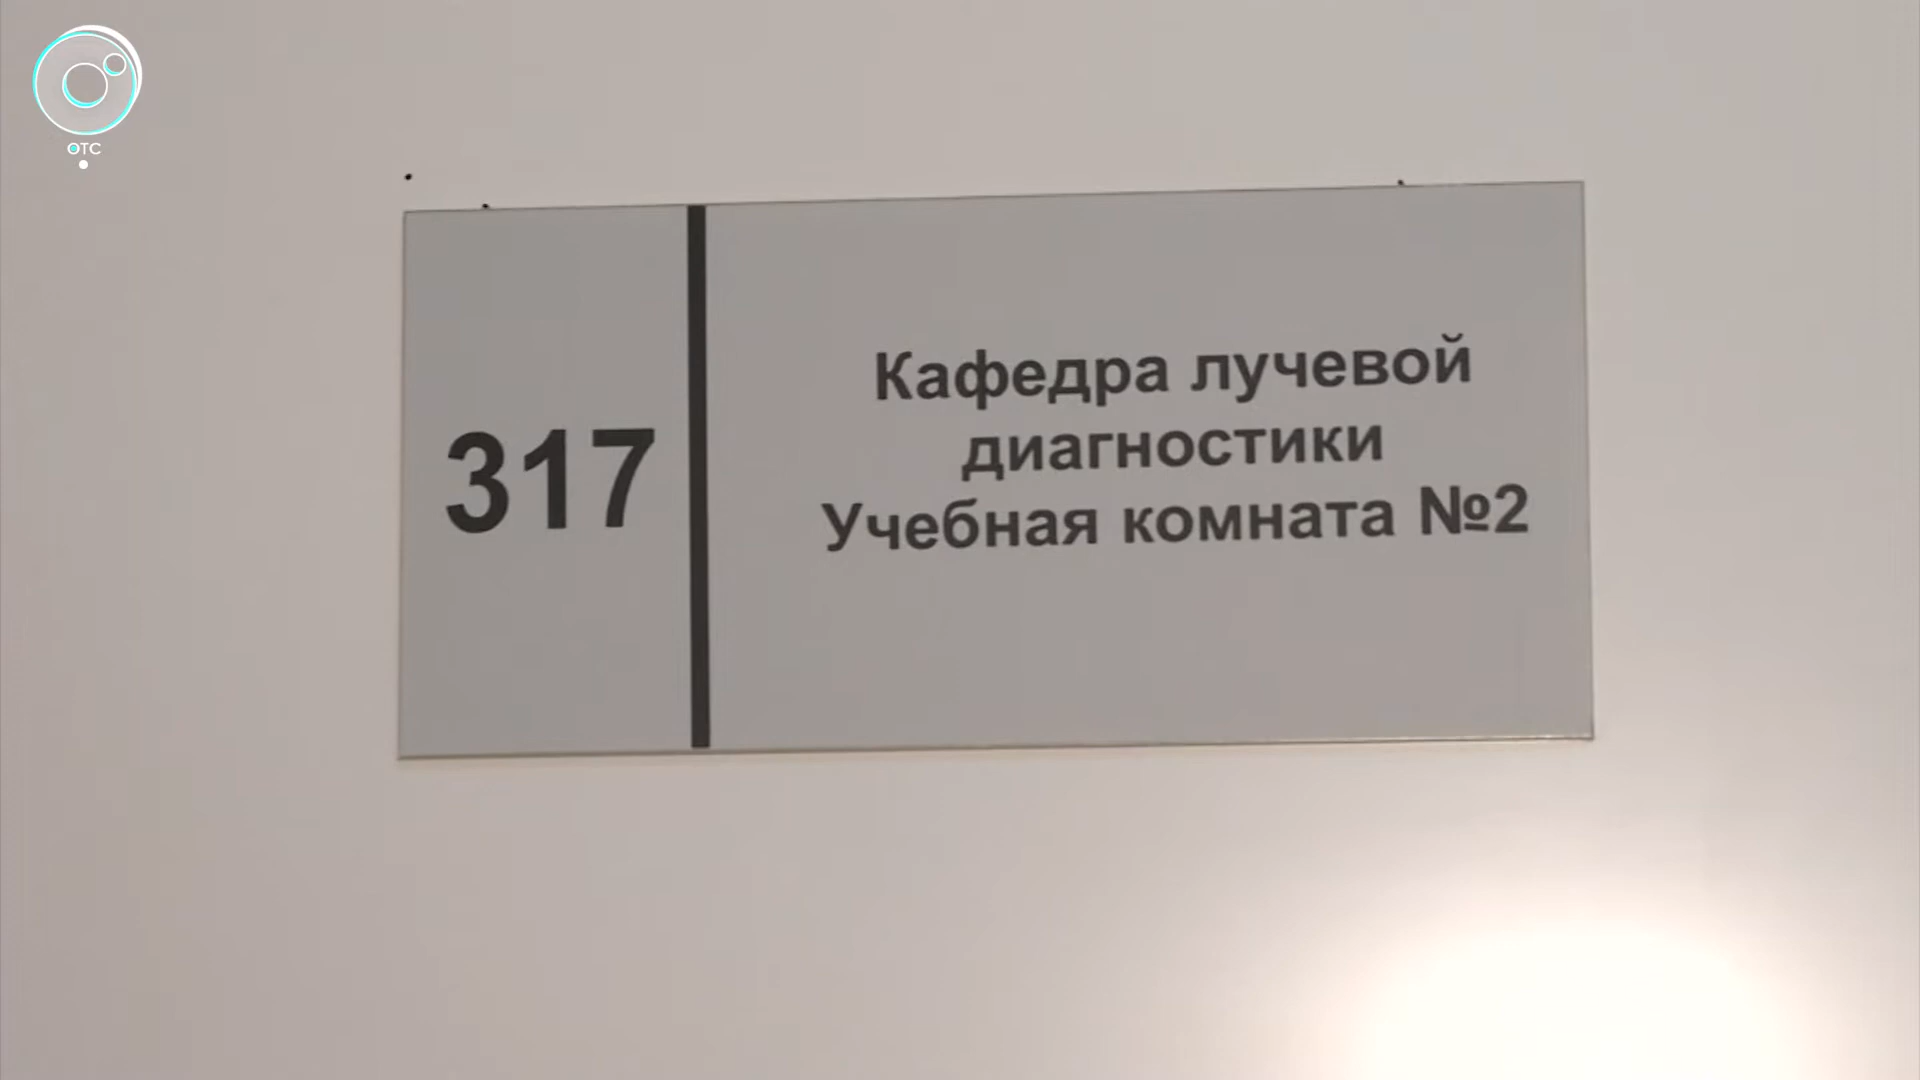 ОТС
317
Кафедра лучевой
диагностики
Учебная комната №2